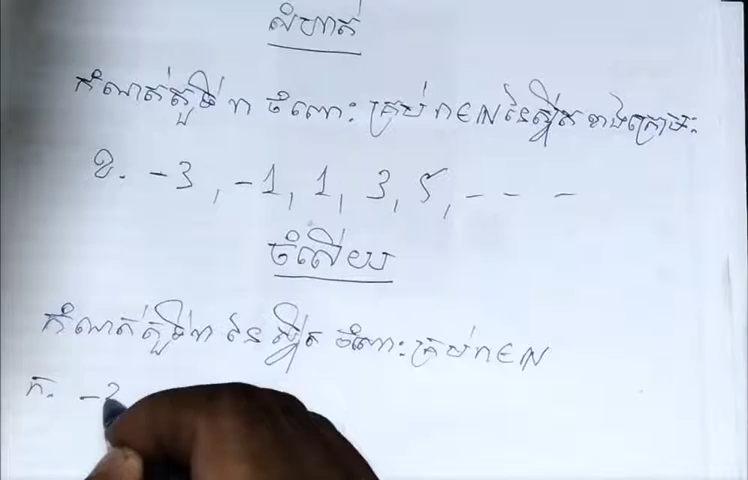 លំហាត់
កំណត់តួទី n ចំពោះ គ្រប់ n∈N នៃស្វ៊ីត ខាងក្រោម:
ខ. -3, -1, 1, 3, 5, - - -
ចំលើយ
កំណត់តួទី n នៃ ស្វ៊ីត ចំពោះ គ្រប់ n∈N
ក. -3